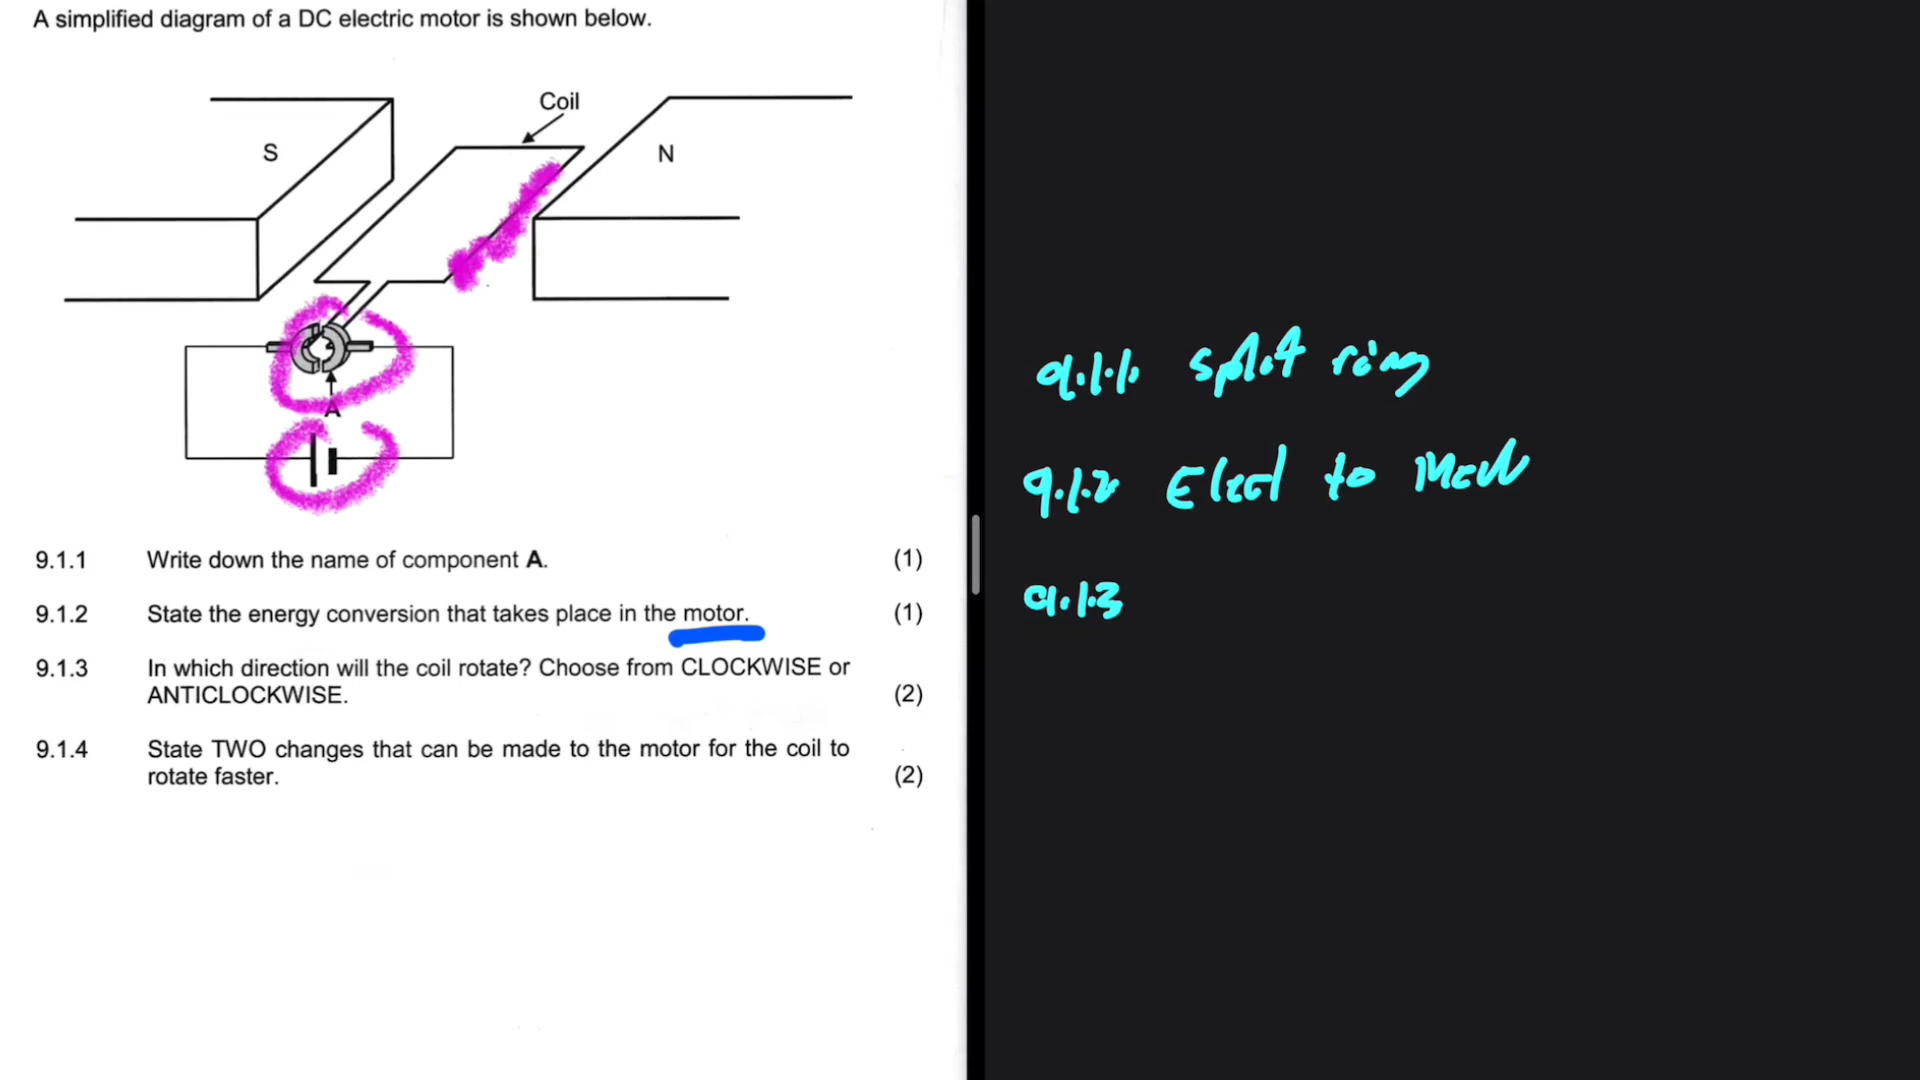 A simplified diagram of a DC electric motor is shown below.
Coil
S
N
A
9.1.1 Write down the name of component A. (1)
9.1.2 State the energy conversion that takes place in the motor. (1)
9.1.3 In which direction will the coil rotate? Choose from CLOCKWISE or
ANTICLOCKWISE. (2)
9.1.4 State TWO changes that can be made to the motor for the coil to
rotate faster. (2)
9.1.1. split ring
9.1.2 Elect to Mech
9.1.3